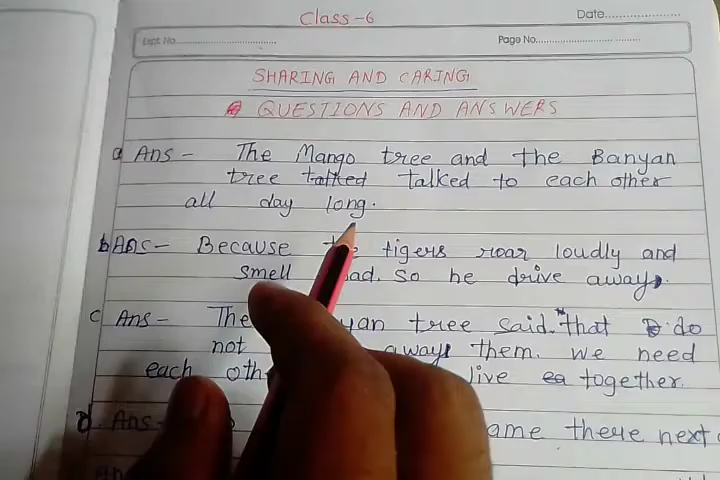 Class-6
Date
Expt No.
Page No.
SHARING AND CARING
QUESTIONS AND ANSWERS
a Ans - The Mango tree and the Banyan
tree talked talked to each other
all day long.
b Ans- Because tigers roar loudly and
smell so he drive away.
c Ans - The tree said. that do
not them. we need
each live ea together.
d. Ans- there next